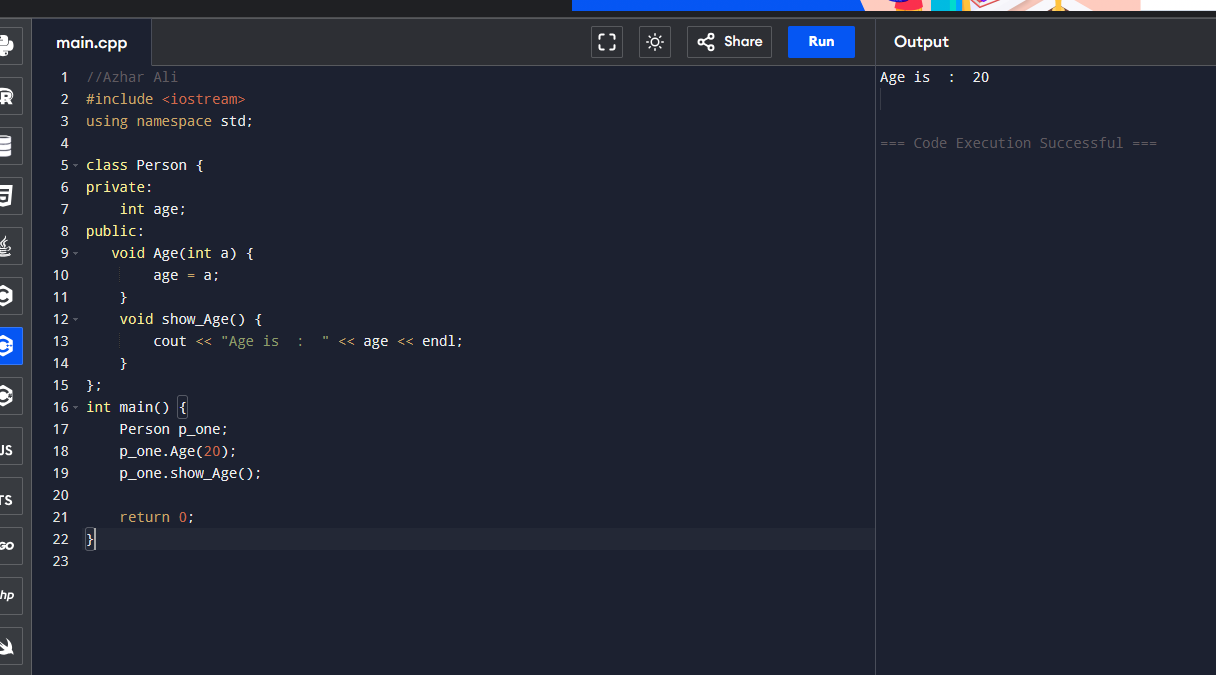 main.cpp
Share
Run
Output
1 //Azhar Ali
2 #include <iostream>
3 using namespace std;
4
5 class Person {
6 private:
7     int age;
8 public:
9    void Age(int a) {
10         age = a;
11     }
12     void show_Age() {
13         cout << "Age is  :  " << age << endl;
14     }
15 };
16 int main() {
17     Person p_one;
18     p_one.Age(20);
19     p_one.show_Age();
20
21     return 0;
22 }
23
Age is  :  20
=== Code Execution Successful ===
R
JS
TS
GO
hp